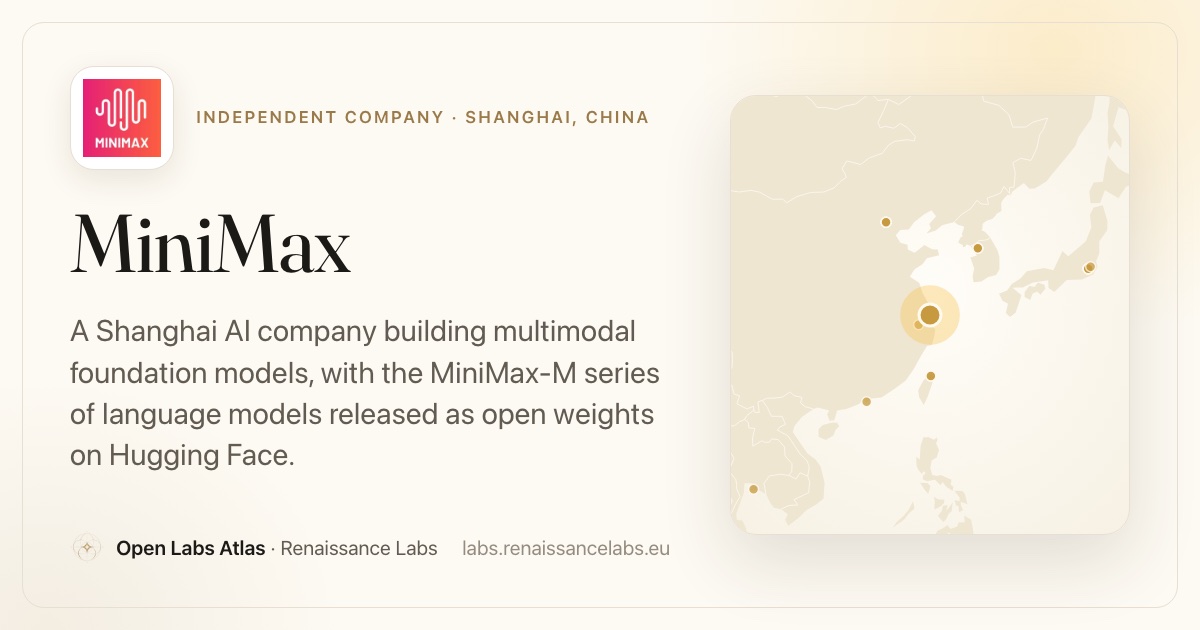 MINIMAX
INDEPENDENT COMPANY · SHANGHAI, CHINA
MiniMax
A Shanghai AI company building multimodal
foundation models, with the MiniMax-M series
of language models released as open weights
on Hugging Face.
Open Labs Atlas · Renaissance Labs labs.renaissancelabs.eu